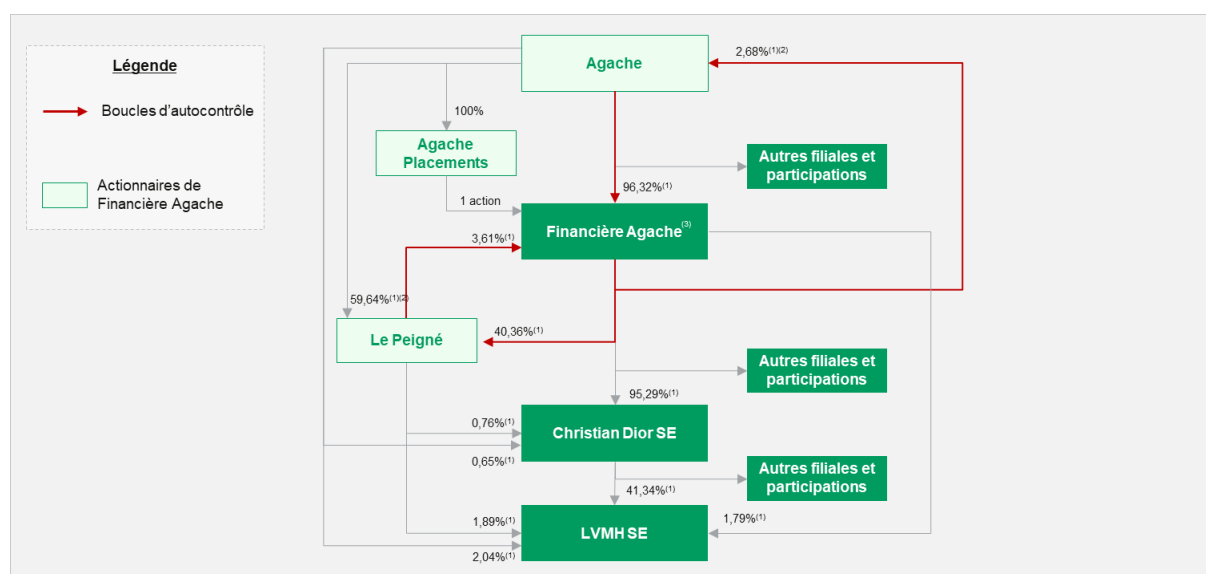 Légende
Boucles d'autocontrôle
Actionnaires de
Financière Agache
Agache
2,68%(1)(2)
100%
Agache
Placements
Autres filiales et
participations
96,32%(1)
1 action
Financière Agache(3)
3,61%(1)
59,64%(1)(2)
Le Peigné
40,36%(1)
Autres filiales et
participations
95,29%(1)
0,76%(1)
Christian Dior SE
0,65%(1)
Autres filiales et
participations
41,34%(1)
1,89%(1)
LVMH SE
1,79%(1)
2,04%(1)